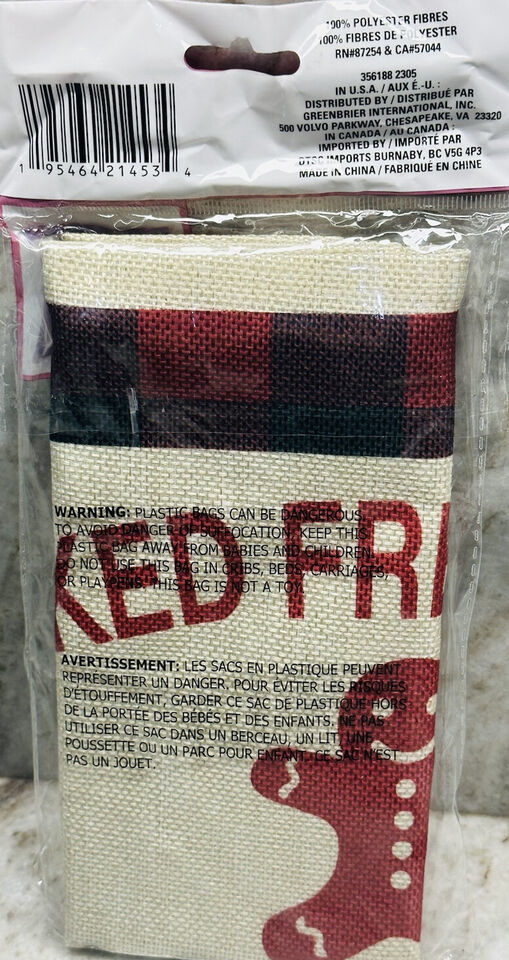 100% POLYESTER FIBRES
100% FIBRES DE POLYESTER
RN#87254 & CA#57044
356188 2305
IN U.S.A. / AUX É.-U. :
DISTRIBUTED BY / DISTRIBUÉ PAR
GREENBRIER INTERNATIONAL, INC.
500 VOLVO PARKWAY, CHESAPEAKE, VA 23320
IN CANADA / AU CANADA :
IMPORTED BY / IMPORTÉ PAR
DTSC IMPORTS BURNABY, BC V5G 4P3
MADE IN CHINA / FABRIQUÉ EN CHINE
1 95464 21453 4
WARNING: PLASTIC BAGS CAN BE DANGEROUS.
TO AVOID DANGER OF SUFFOCATION, KEEP THIS
PLASTIC BAG AWAY FROM BABIES AND CHILDREN.
DO NOT USE THIS BAG IN CRIBS, BEDS, CARRIAGES,
OR PLAYPENS. THIS BAG IS NOT A TOY.
KED FRI
AVERTISSEMENT: LES SACS EN PLASTIQUE PEUVENT
REPRÉSENTER UN DANGER. POUR ÉVITER LES RISQUES
D'ÉTOUFFEMENT, GARDER CE SAC DE PLASTIQUE HORS
DE LA PORTÉE DES BÉBÉS ET DES ENFANTS. NE PAS
UTILISER CE SAC DANS UN BERCEAU, UN LIT, UNE
POUSSETTE OU UN PARC POUR ENFANT. CE SAC N'EST
PAS UN JOUET.